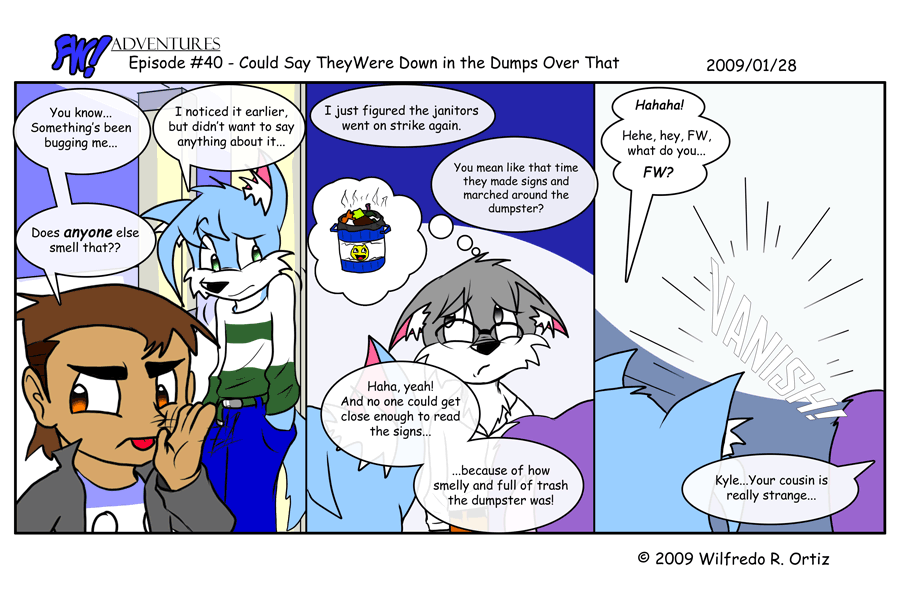 FW!
ADVENTURES
Episode #40 - Could Say TheyWere Down in the Dumps Over That
2009/01/28
You know...
Something's been
bugging me...
Does anyone else
smell that??
I noticed it earlier,
but didn't want to say
anything about it...
I just figured the janitors
went on strike again.
You mean like that time
they made signs and
marched around the
dumpster?
Haha, yeah!
And no one could get
close enough to read
the signs...
...because of how
smelly and full of trash
the dumpster was!
Hahaha!
Hehe, hey, FW,
what do you...
FW?
VANISH!!
Kyle...Your cousin is
really strange...
© 2009 Wilfredo R. Ortiz